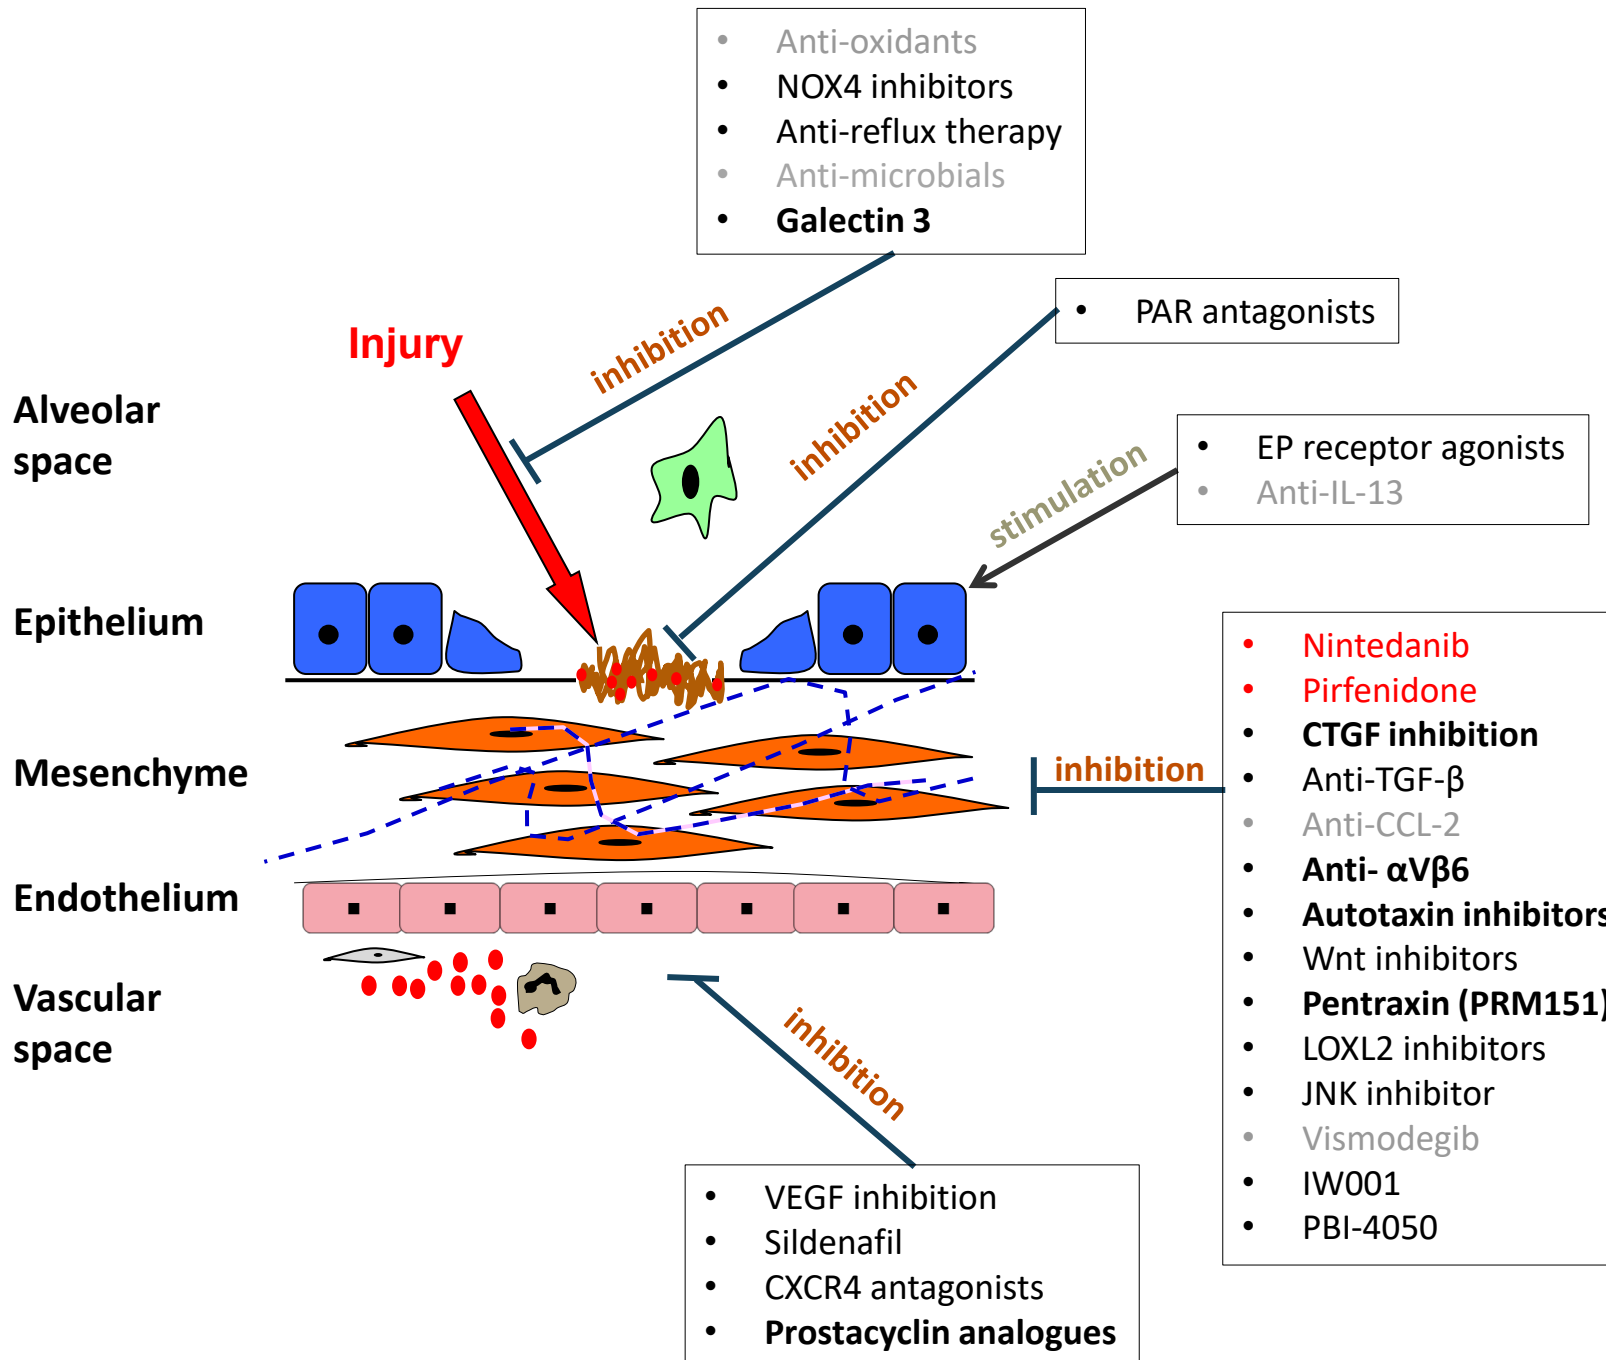 • Anti-oxidants
• NOX4 inhibitors
• Anti-reflux therapy
• Anti-microbials
• Galectin 3
inhibition
• PAR antagonists
Injury
inhibition
Alveolar
space
• EP receptor agonists
• Anti-IL-13
stimulation
Epithelium
• Nintedanib
• Pirfenidone
• CTGF inhibition
• Anti-TGF-β
• Anti-CCL-2
• Anti- αVβ6
• Autotaxin inhibitors
• Wnt inhibitors
• Pentraxin (PRM151)
• LOXL2 inhibitors
• JNK inhibitor
• Vismodegib
• IW001
• PBI-4050
inhibition
Mesenchyme
Endothelium
Vascular
space
inhibition
• VEGF inhibition
• Sildenafil
• CXCR4 antagonists
• Prostacyclin analogues